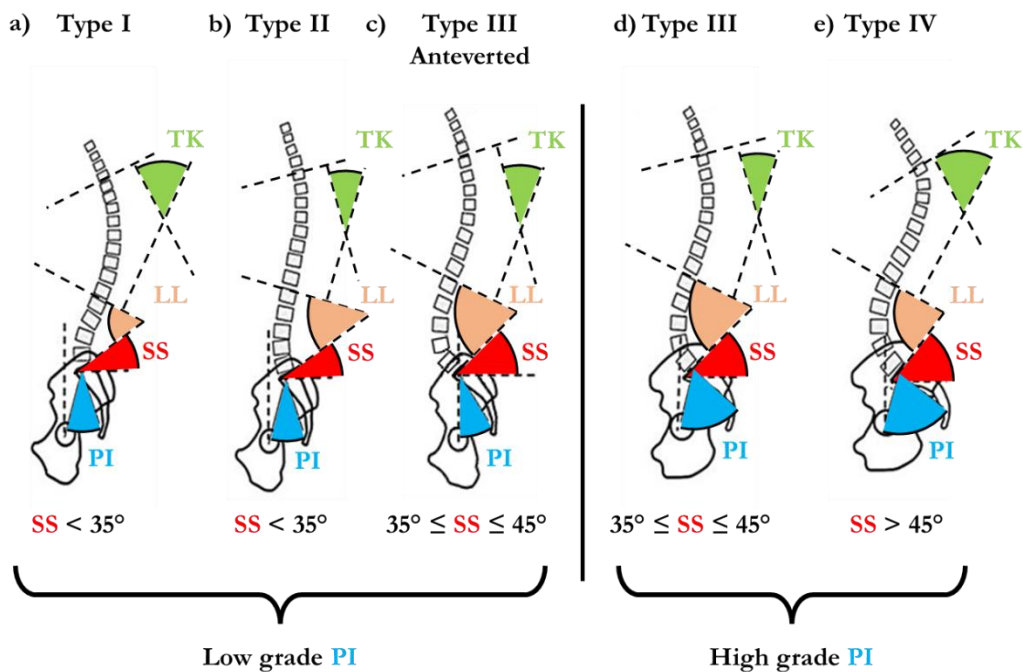 a) Type I
b) Type II
c) Type III
Anteverted
d) Type III
e) Type IV
TK
LL
SS
PI
TK
LL
SS
PI
TK
LL
SS
PI
TK
LL
SS
PI
TK
LL
SS
PI
SS < 35°
SS < 35°
35° ≤ SS ≤ 45°
35° ≤ SS ≤ 45°
SS > 45°
Low grade PI
High grade PI